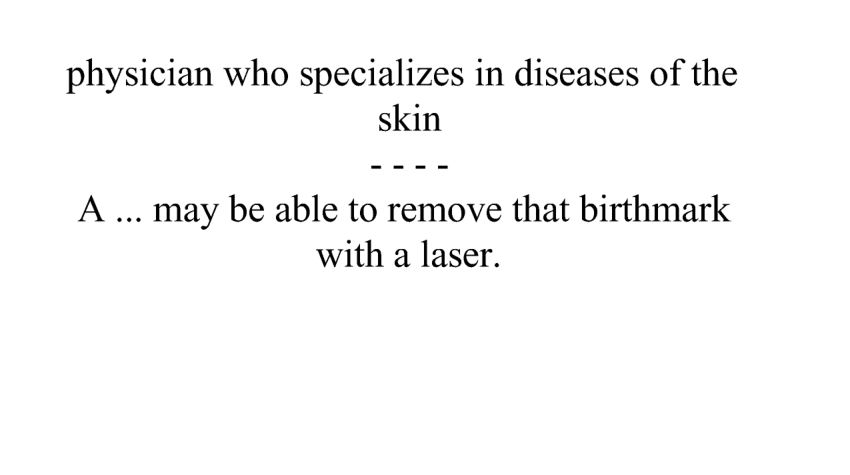 physician who specializes in diseases of the
skin
- - - -
A ... may be able to remove that birthmark
with a laser.